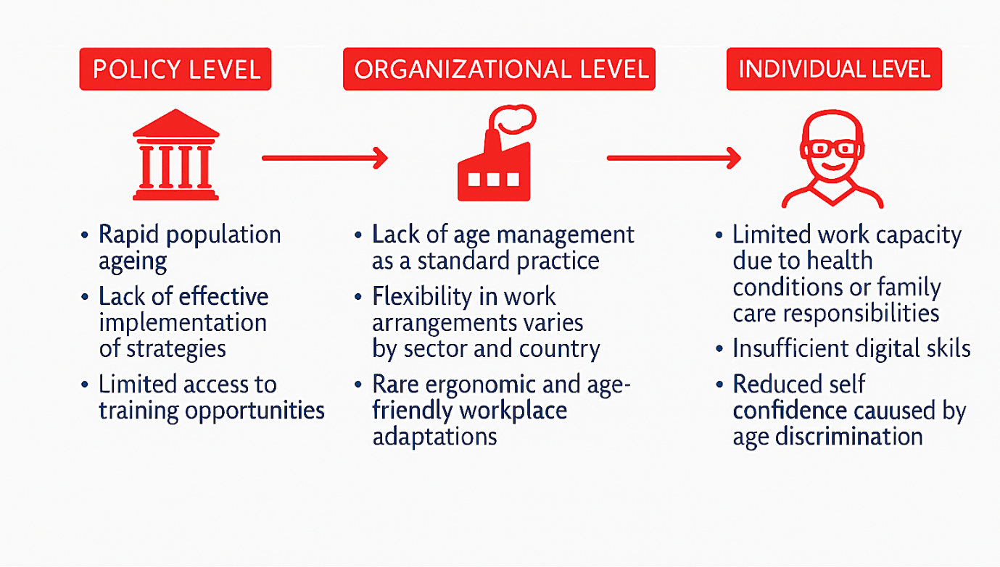 POLICY LEVEL
ORGANIZATIONAL LEVEL
INDIVIDUAL LEVEL
• Rapid population
ageing
• Lack of effective
implementation
of strategies
• Limited access to
training opportunities
• Lack of age management
as a standard practice
• Flexibility in work
arrangements varies
by sector and country
• Rare ergonomic and age-
friendly workplace
adaptations
• Limited work capacity
due to health
conditions or family
care responsibilities
• Insufficient digital skils
• Reduced self
confidence cauused by
age discrimination